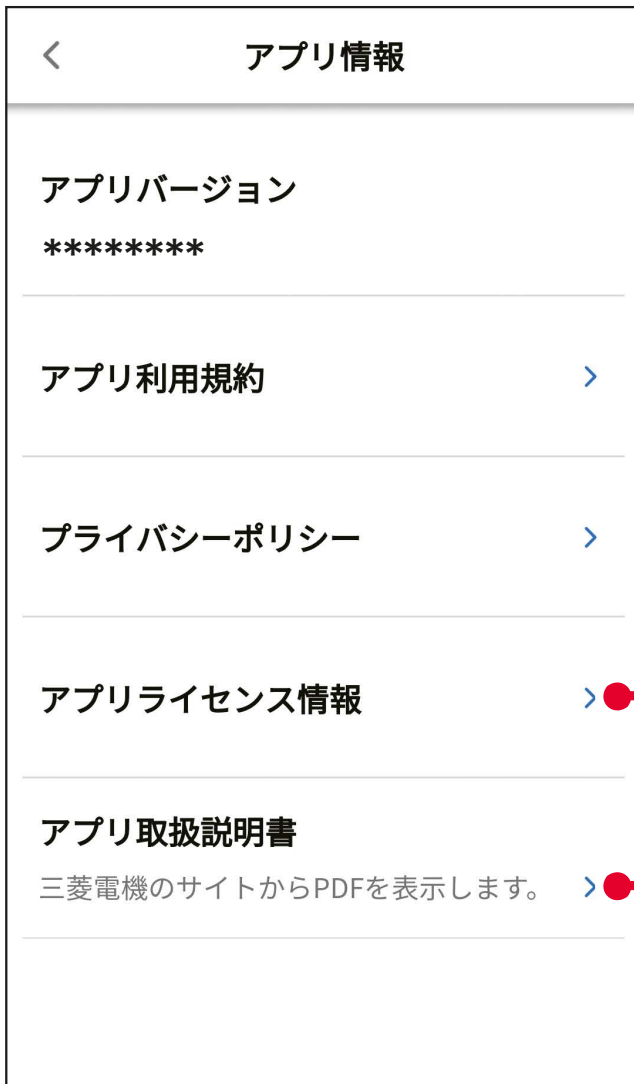 アプリ情報
アプリバージョン
********
アプリ利用規約
プライバシーポリシー
アプリライセンス情報
アプリ取扱説明書
三菱電機のサイトからPDFを表示します。